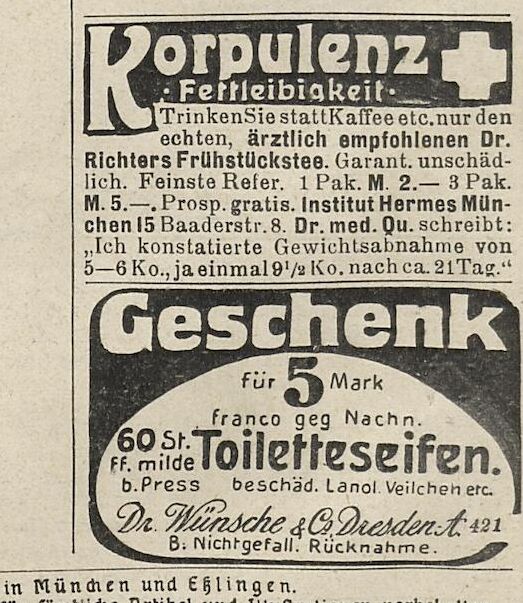 Korpulenz
· Fettleibigkeit ·
Trinken Sie statt Kaffee etc. nur den
echten, ärztlich empfohlenen Dr.
Richters Frühstückstee. Garant. unschäd-
lich. Feinste Refer. 1 Pak. M. 2.— 3 Pak.
M. 5.—. Prosp. gratis. Institut Hermes Mün-
chen 15 Baaderstr. 8. Dr. med. Qu. schreibt:
„Ich konstatierte Gewichtsabnahme von
5—6 Ko., ja einmal 9½ Ko. nach ca. 21 Tag.“
Geschenk
für 5 Mark
franco geg Nachn.
60 St. Toiletteseifen.
ff. milde
b. Press beschäd. Lanol. Veilchen etc.
Dr. Wünsche & Co, Dresden-A. 421
B. Nichtgefall. Rücknahme.
in München und Eßlingen.